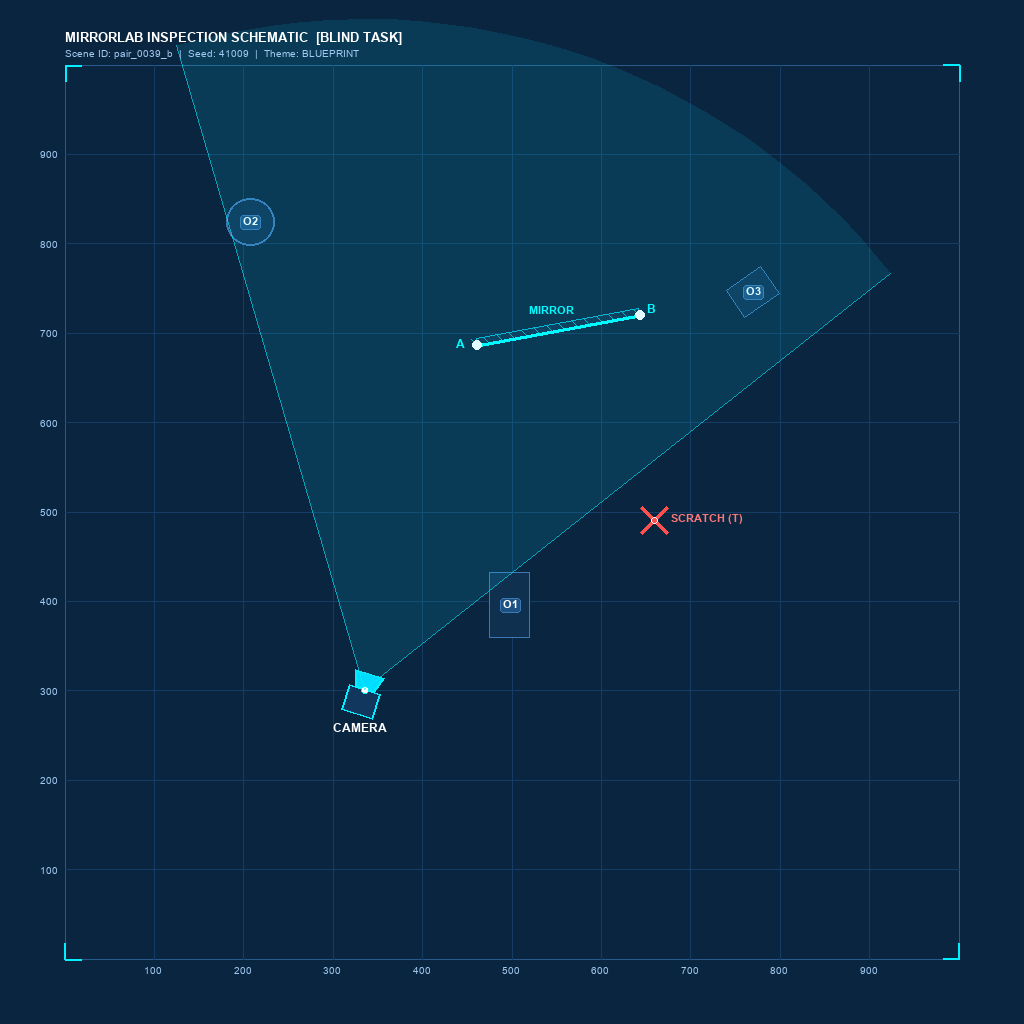 MIRRORLAB INSPECTION SCHEMATIC [BLIND TASK]
Scene ID: pair_0039_b | Seed: 41009 | Theme: BLUEPRINT
900
800
700
600
500
400
300
200
100
O2
O3
MIRROR
B
A
SCRATCH (T)
O1
CAMERA
100 200 300 400 500 600 700 800 900